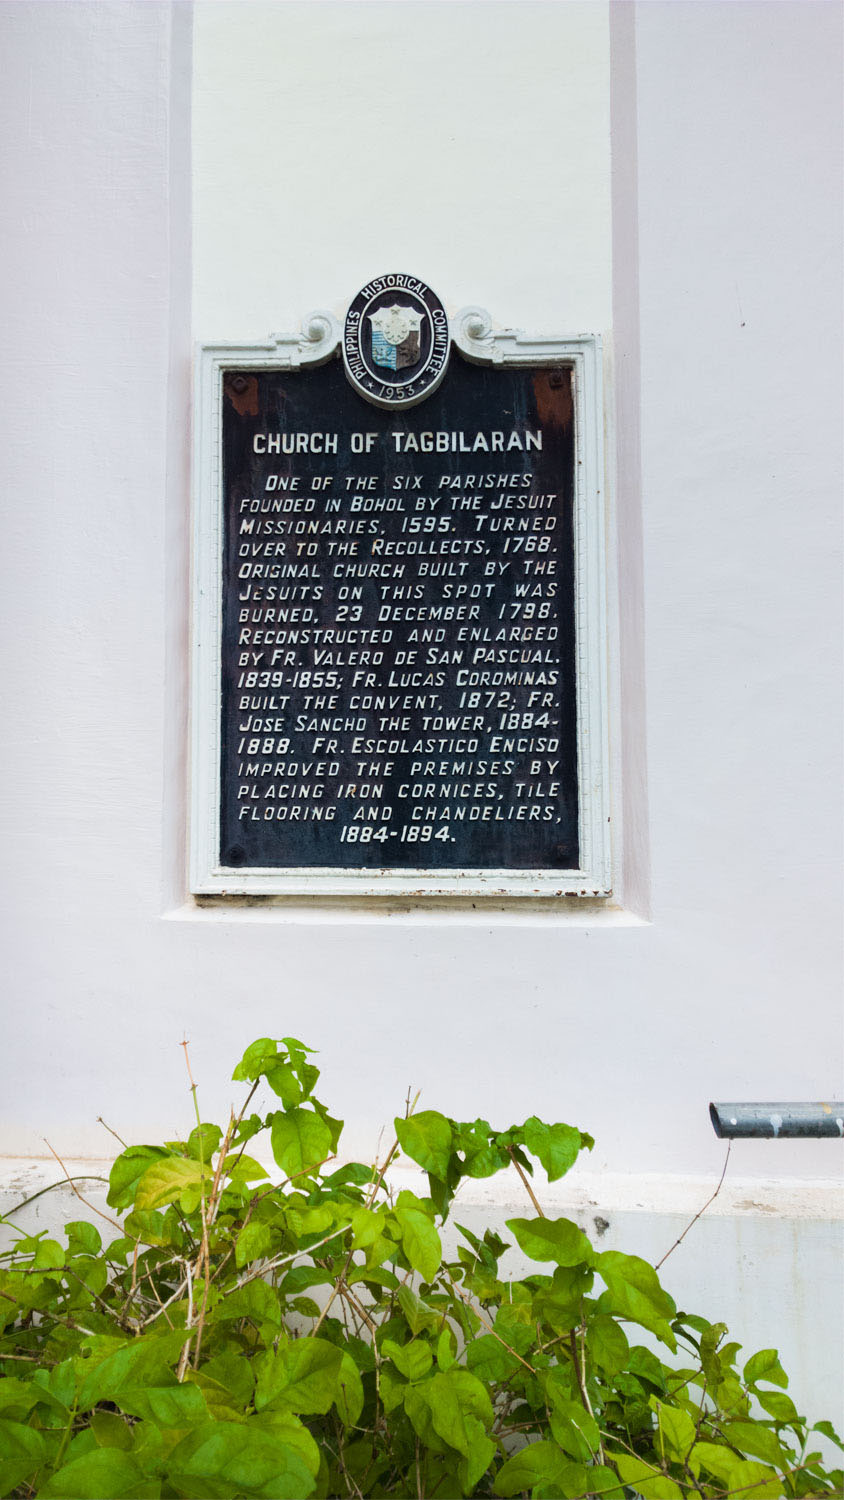 PHILIPPINES HISTORICAL COMMITTEE
1953
CHURCH OF TAGBILARAN
ONE OF THE SIX PARISHES
FOUNDED IN BOHOL BY THE JESUIT
MISSIONARIES, 1595. TURNED
OVER TO THE RECOLLECTS, 1768.
ORIGINAL CHURCH BUILT BY THE
JESUITS ON THIS SPOT WAS
BURNED, 23 DECEMBER 1798.
RECONSTRUCTED AND ENLARGED
BY FR. VALERO DE SAN PASCUAL.
1839-1855; FR. LUCAS COROMINAS
BUILT THE CONVENT, 1872; FR.
JOSE SANCHO THE TOWER, 1884-
1888. FR. ESCOLASTICO ENCISO
IMPROVED THE PREMISES BY
PLACING IRON CORNICES, TILE
FLOORING AND CHANDELIERS,
1884-1894.